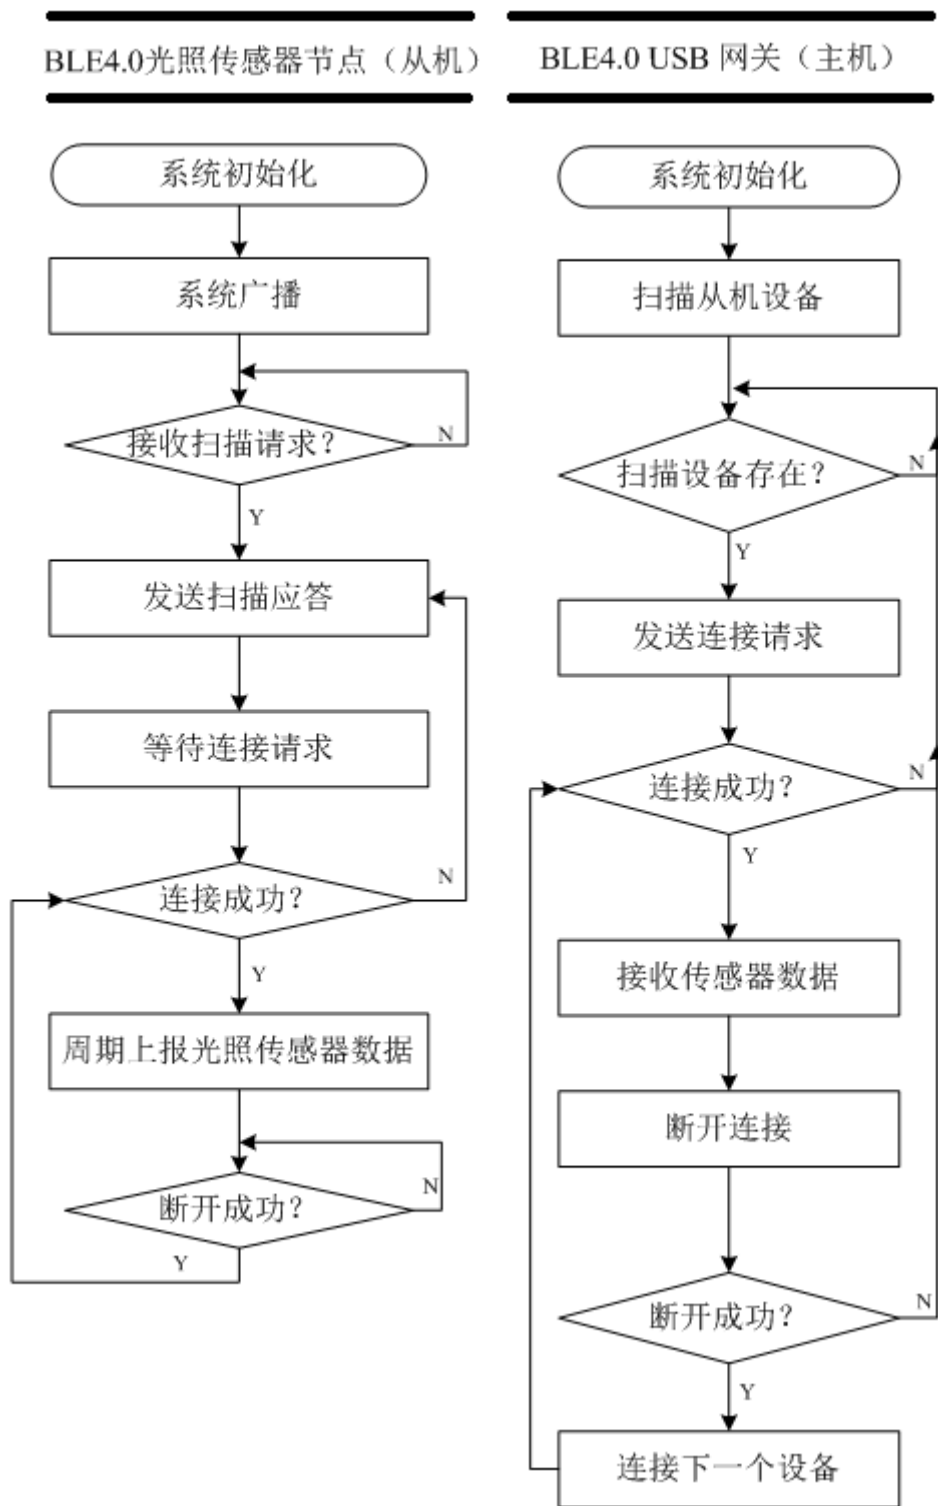 BLE4.0光照传感器节点（从机）
系统初始化
系统广播
接收扫描请求？
N
Y
发送扫描应答
等待连接请求
连接成功？
N
Y
周期上报光照传感器数据
断开成功？
N
Y
BLE4.0 USB 网关（主机）
系统初始化
扫描从机设备
扫描设备存在？
N
Y
发送连接请求
连接成功？
N
Y
接收传感器数据
断开连接
断开成功？
N
Y
连接下一个设备